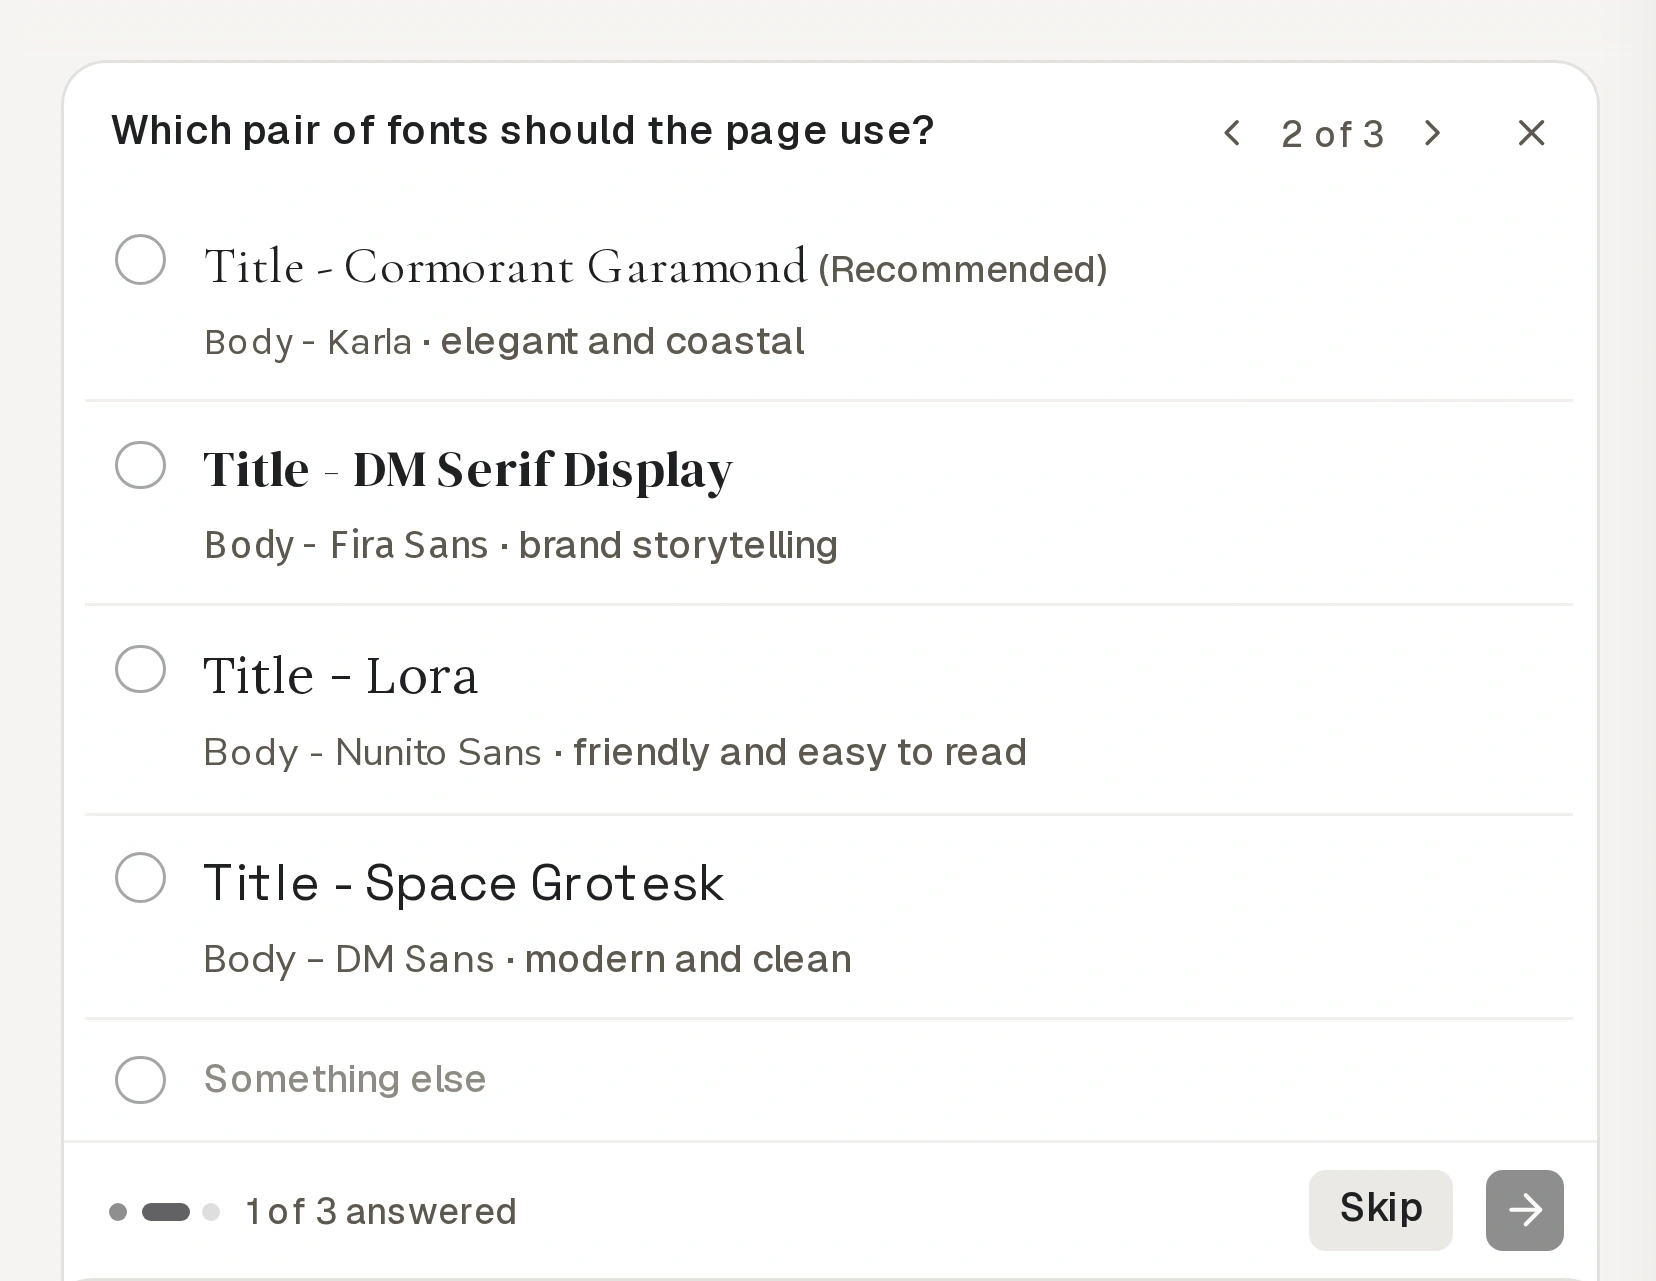 Which pair of fonts should the page use?
2 of 3
Title - Cormorant Garamond (Recommended)
Body - Karla · elegant and coastal
Title - DM Serif Display
Body - Fira Sans · brand storytelling
Title - Lora
Body - Nunito Sans · friendly and easy to read
Title - Space Grotesk
Body - DM Sans · modern and clean
Something else
1 of 3 answered
Skip